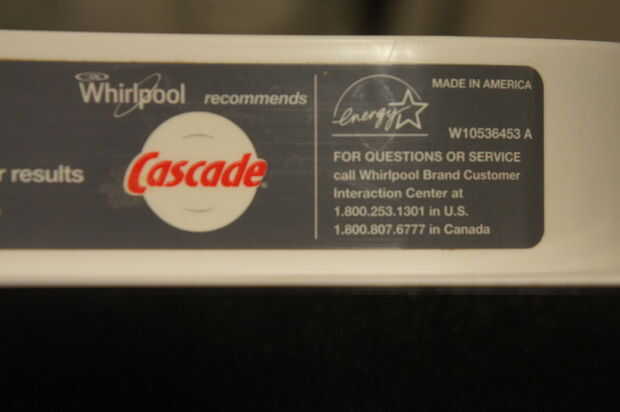 r results
Whirlpool recommends
Cascade
energy
MADE IN AMERICA
W10536453 A
FOR QUESTIONS OR SERVICE
call Whirlpool Brand Customer
Interaction Center at
1.800.253.1301 in U.S.
1.800.807.6777 in Canada